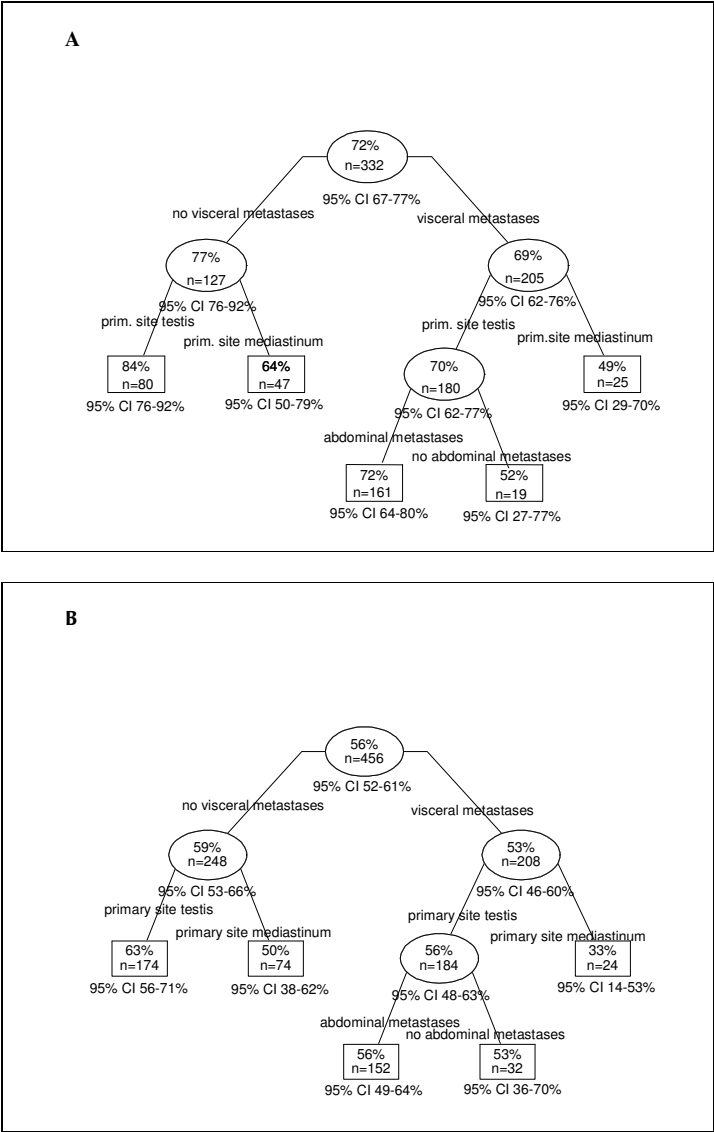 A
72%
n=332
95% CI 67-77%
no visceral metastases
visceral metastases
77%
n=127
95% CI 76-92%
69%
n=205
95% CI 62-76%
prim. site testis
prim. site mediastinum
prim. site testis
prim.site mediastinum
84%
n=80
95% CI 76-92%
64%
n=47
95% CI 50-79%
70%
n=180
95% CI 62-77%
49%
n=25
95% CI 29-70%
abdominal metastases
no abdominal metastases
72%
n=161
95% CI 64-80%
52%
n=19
95% CI 27-77%
B
56%
n=456
95% CI 52-61%
no visceral metastases
visceral metastases
59%
n=248
95% CI 53-66%
53%
n=208
95% CI 46-60%
primary site testis
primary site mediastinum
primary site testis
primary site mediastinum
63%
n=174
95% CI 56-71%
50%
n=74
95% CI 38-62%
56%
n=184
95% CI 48-63%
33%
n=24
95% CI 14-53%
abdominal metastases
no abdominal metastases
56%
n=152
95% CI 49-64%
53%
n=32
95% CI 36-70%